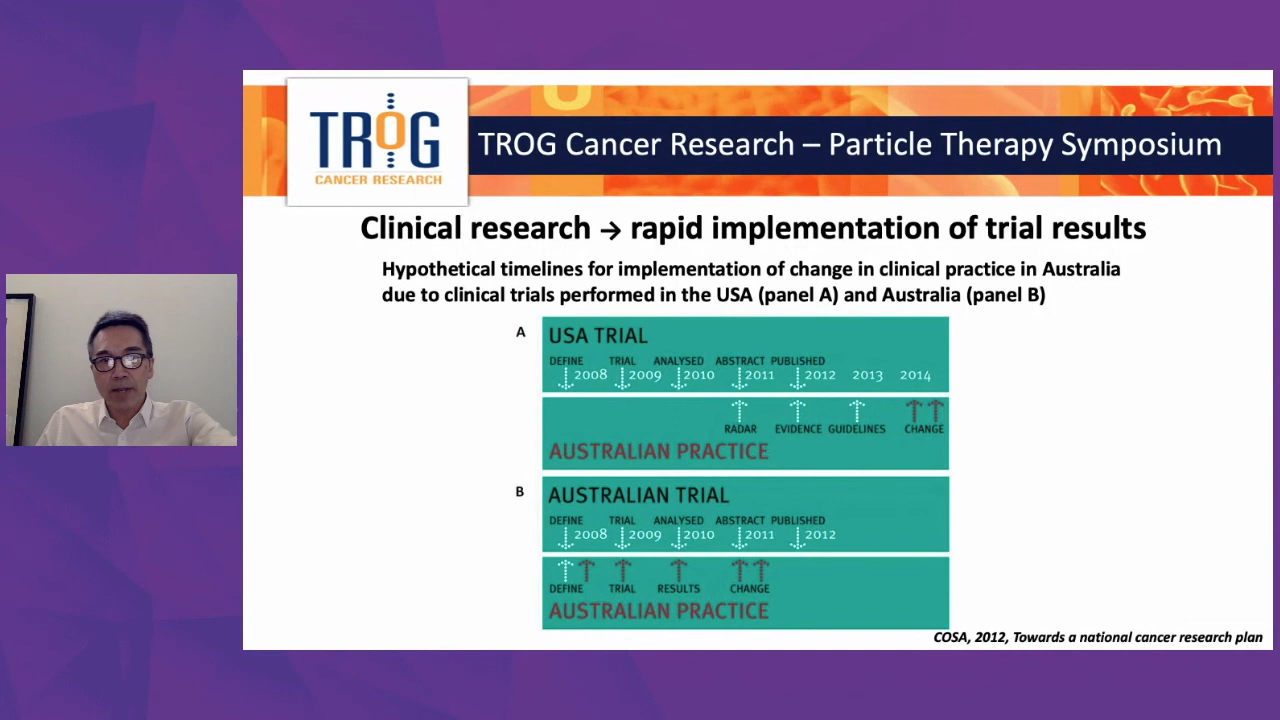 TROG
CANCER RESEARCH
TROG Cancer Research – Particle Therapy Symposium
Clinical research → rapid implementation of trial results
Hypothetical timelines for implementation of change in clinical practice in Australia
due to clinical trials performed in the USA (panel A) and Australia (panel B)
A
USA TRIAL
DEFINE TRIAL ANALYSED ABSTRACT PUBLISHED
2008 2009 2010 2011 2012 2013 2014
RADAR EVIDENCE GUIDELINES CHANGE
AUSTRALIAN PRACTICE
B
AUSTRALIAN TRIAL
DEFINE TRIAL ANALYSED ABSTRACT PUBLISHED
2008 2009 2010 2011 2012
DEFINE TRIAL RESULTS CHANGE
AUSTRALIAN PRACTICE
COSA, 2012, Towards a national cancer research plan